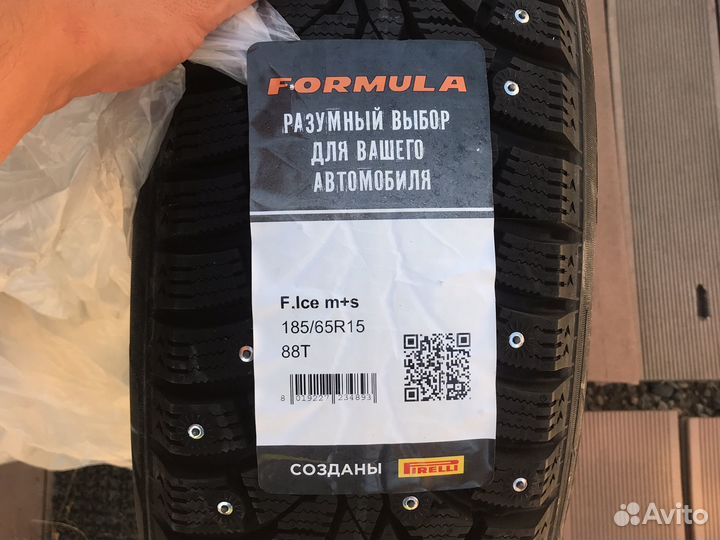 FORMULA
РАЗУМНЫЙ ВЫБОР
ДЛЯ ВАШЕГО
АВТОМОБИЛЯ
F.Ice m+s
185/65R15
88T
8 019227 234893
СОЗДАНЫ PIRELLI
Avito